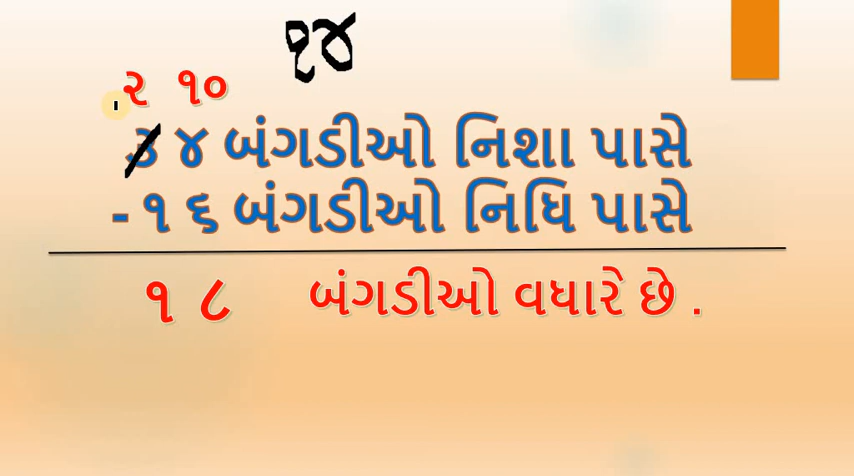 ૧૪
૨ ૧૦
૩ ૪ બંગડીઓ નિશા પાસે
- ૧ ૬ બંગડીઓ નિધિ પાસે
૧ ૮ બંગડીઓ વધારે છે .